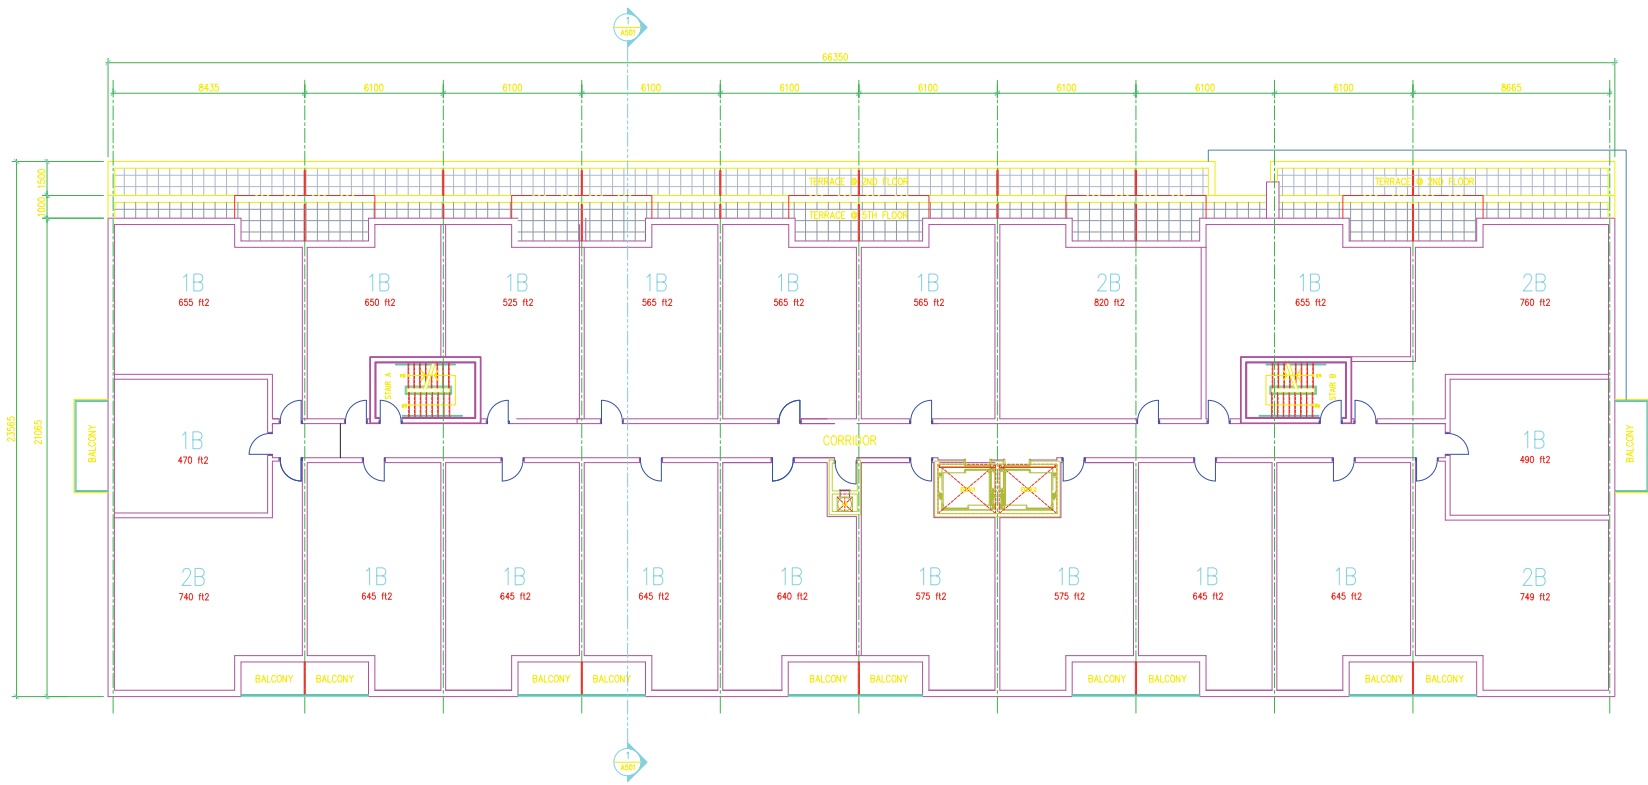 1
A501
66350
8435 6100 6100 6100 6100 6100 6100 6100 6100 8665
1500
TERRACE @ 2ND FLOOR TERRACE @ 2ND FLOOR
1000
TERRACE @ 5TH FLOOR
1B 1B 1B 1B 1B 1B 2B 1B 2B
655 ft2 650 ft2 525 ft2 565 ft2 565 ft2 565 ft2 820 ft2 655 ft2 760 ft2
STAIR A STAIR B
23565
21065
BALCONY
1B
470 ft2
CORRIDOR
1B
490 ft2
BALCONY
2B 1B 1B 1B 1B 1B 1B 1B 1B 2B
740 ft2 645 ft2 645 ft2 645 ft2 640 ft2 575 ft2 575 ft2 645 ft2 645 ft2 749 ft2
BALCONY BALCONY BALCONY BALCONY BALCONY BALCONY BALCONY BALCONY BALCONY BALCONY
1
A501